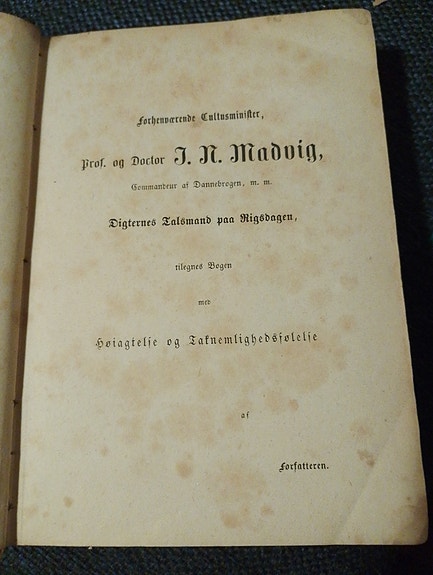 Forhenværende Cultusminister,
Prof. og Doctor J. N. Madvig,
Commandeur af Dannebrogen, m. m.
Digternes Talsmand paa Rigsdagen,
tilegnes Bogen
med
Høiagtelse og Taknemlighedsfølelse
af
Forfatteren.